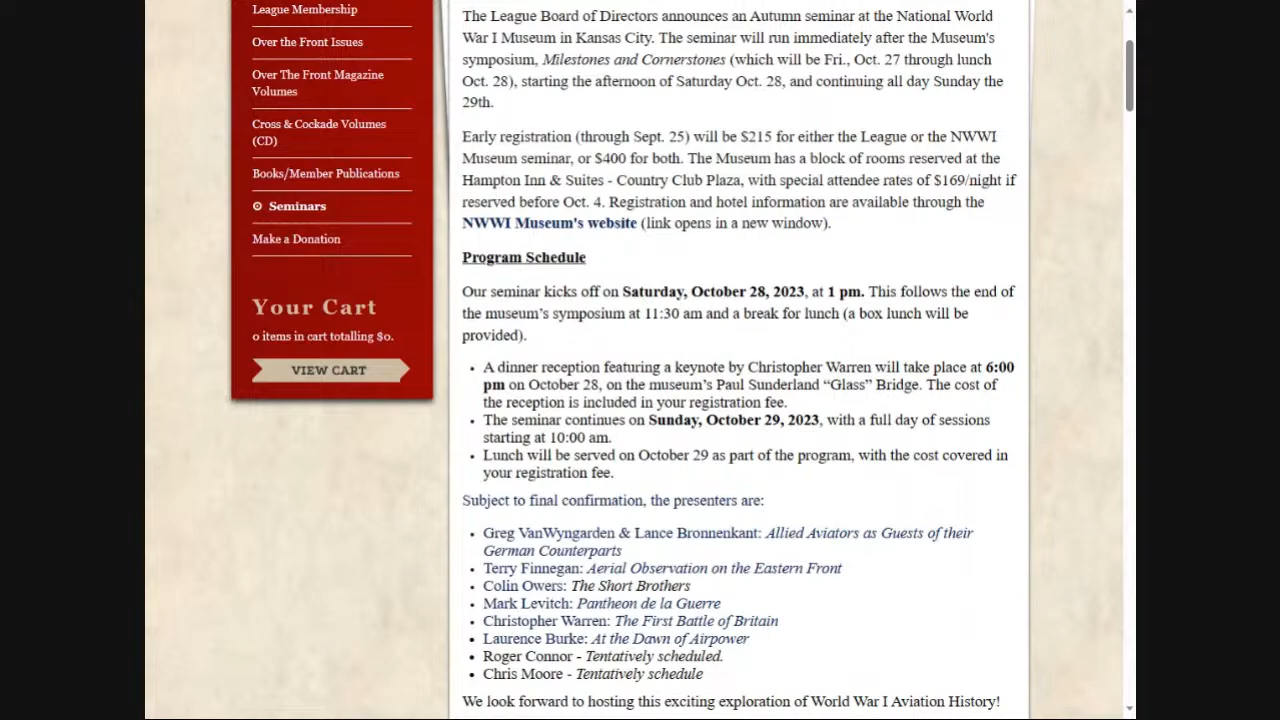 League Membership
Over the Front Issues
Over The Front Magazine
Volumes
Cross & Cockade Volumes
(CD)
Books/Member Publications
Seminars
Make a Donation
Your Cart
0 items in cart totalling $0.
VIEW CART
The League Board of Directors announces an Autumn seminar at the National World
War I Museum in Kansas City. The seminar will run immediately after the Museum's
symposium, Milestones and Cornerstones (which will be Fri., Oct. 27 through lunch
Oct. 28), starting the afternoon of Saturday Oct. 28, and continuing all day Sunday the
29th.
Early registration (through Sept. 25) will be $215 for either the League or the NWWI
Museum seminar, or $400 for both. The Museum has a block of rooms reserved at the
Hampton Inn & Suites - Country Club Plaza, with special attendee rates of $169/night if
reserved before Oct. 4. Registration and hotel information are available through the
NWWI Museum's website (link opens in a new window).
Program Schedule
Our seminar kicks off on Saturday, October 28, 2023, at 1 pm. This follows the end of
the museum’s symposium at 11:30 am and a break for lunch (a box lunch will be
provided).
• A dinner reception featuring a keynote by Christopher Warren will take place at 6:00
pm on October 28, on the museum’s Paul Sunderland “Glass” Bridge. The cost of
the reception is included in your registration fee.
• The seminar continues on Sunday, October 29, 2023, with a full day of sessions
starting at 10:00 am.
• Lunch will be served on October 29 as part of the program, with the cost covered in
your registration fee.
Subject to final confirmation, the presenters are:
• Greg VanWyngarden & Lance Bronnenkant: Allied Aviators as Guests of their
German Counterparts
• Terry Finnegan: Aerial Observation on the Eastern Front
• Colin Owers: The Short Brothers
• Mark Levitch: Pantheon de la Guerre
• Christopher Warren: The First Battle of Britain
• Laurence Burke: At the Dawn of Airpower
• Roger Connor - Tentatively scheduled.
• Chris Moore - Tentatively schedule
We look forward to hosting this exciting exploration of World War I Aviation History!